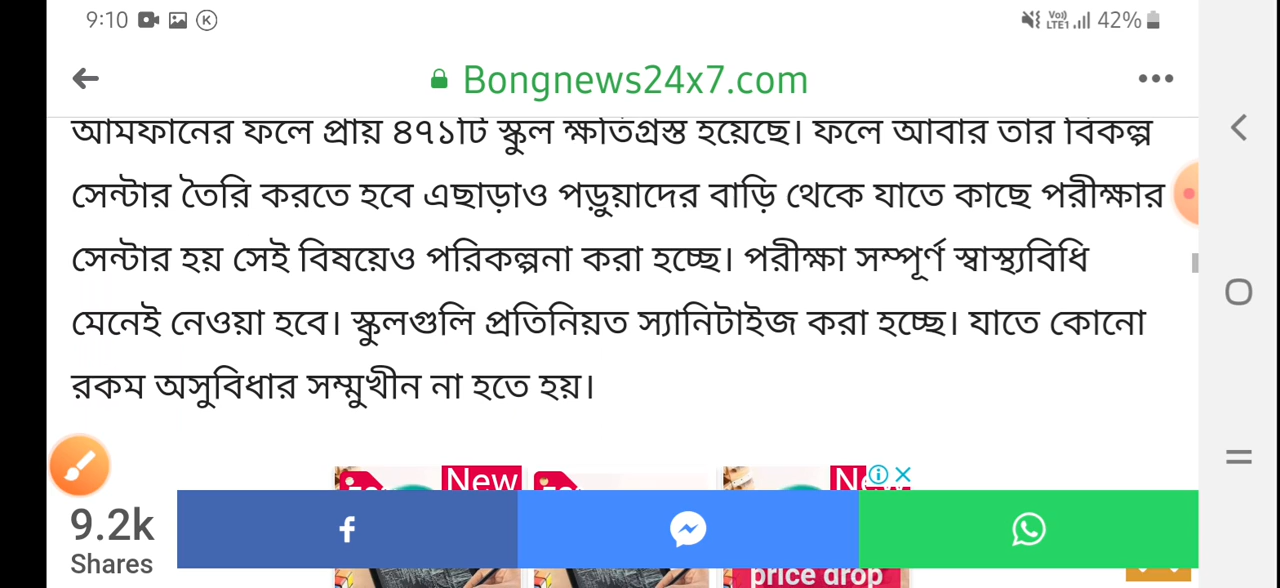 9:10 K Vo)) LTE1 42%
Bongnews24x7.com
আমফানের ফলে প্রায় ৪৭১টি স্কুল ক্ষতিগ্রস্ত হয়েছে। ফলে আবার তার বিকল্প
সেন্টার তৈরি করতে হবে এছাড়াও পড়ুয়াদের বাড়ি থেকে যাতে কাছে পরীক্ষার
সেন্টার হয় সেই বিষয়েও পরিকল্পনা করা হচ্ছে। পরীক্ষা সম্পূর্ণ স্বাস্থ্যবিধি
মেনেই নেওয়া হবে। স্কুলগুলি প্রতিনিয়ত স্যানিটাইজ করা হচ্ছে। যাতে কোনো
রকম অসুবিধার সম্মুখীন না হতে হয়।
New
9.2k
Shares
price drop